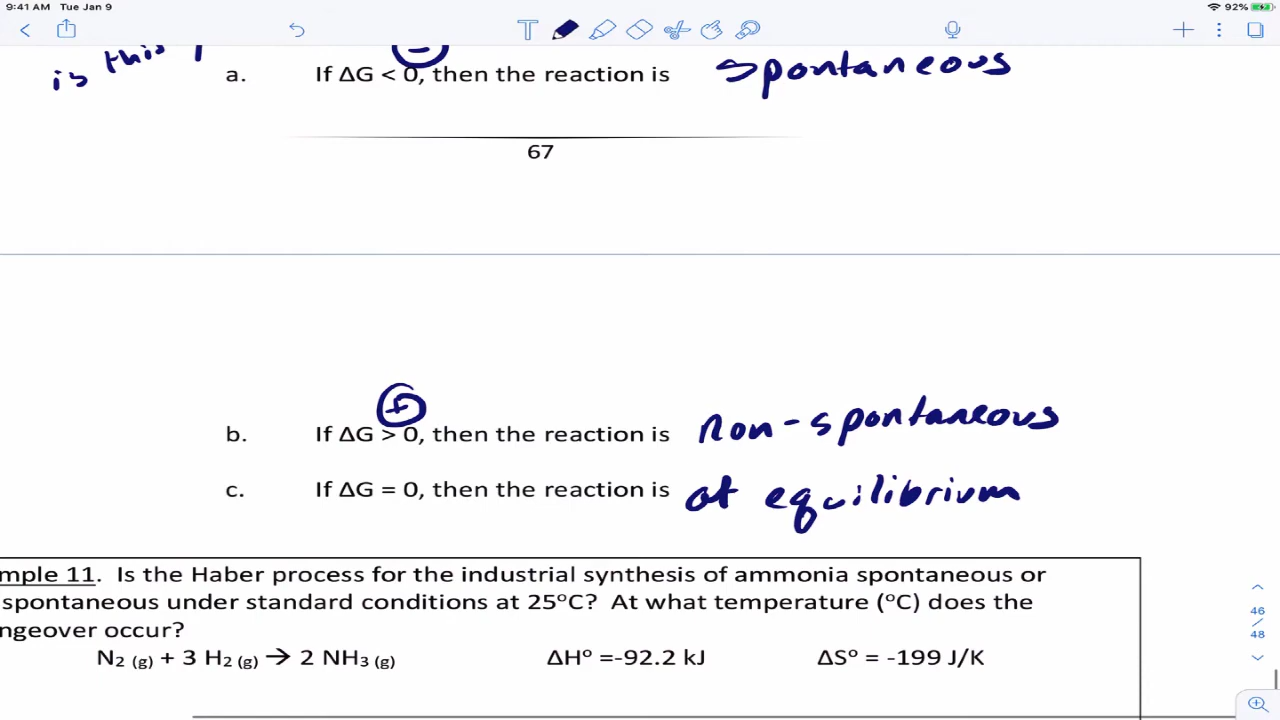 9:41 AM Tue Jan 9
92%
is this
a. If ΔG < 0, then the reaction is spontaneous
67
b. If ΔG > 0, then the reaction is non-spontaneous
c. If ΔG = 0, then the reaction is at equilibrium
mple 11. Is the Haber process for the industrial synthesis of ammonia spontaneous or
spontaneous under standard conditions at 25°C? At what temperature (°C) does the
ngeover occur?
N₂ (g) + 3 H₂ (g) → 2 NH₃ (g) ΔH° =-92.2 kJ ΔS° = -199 J/K
46
/
48